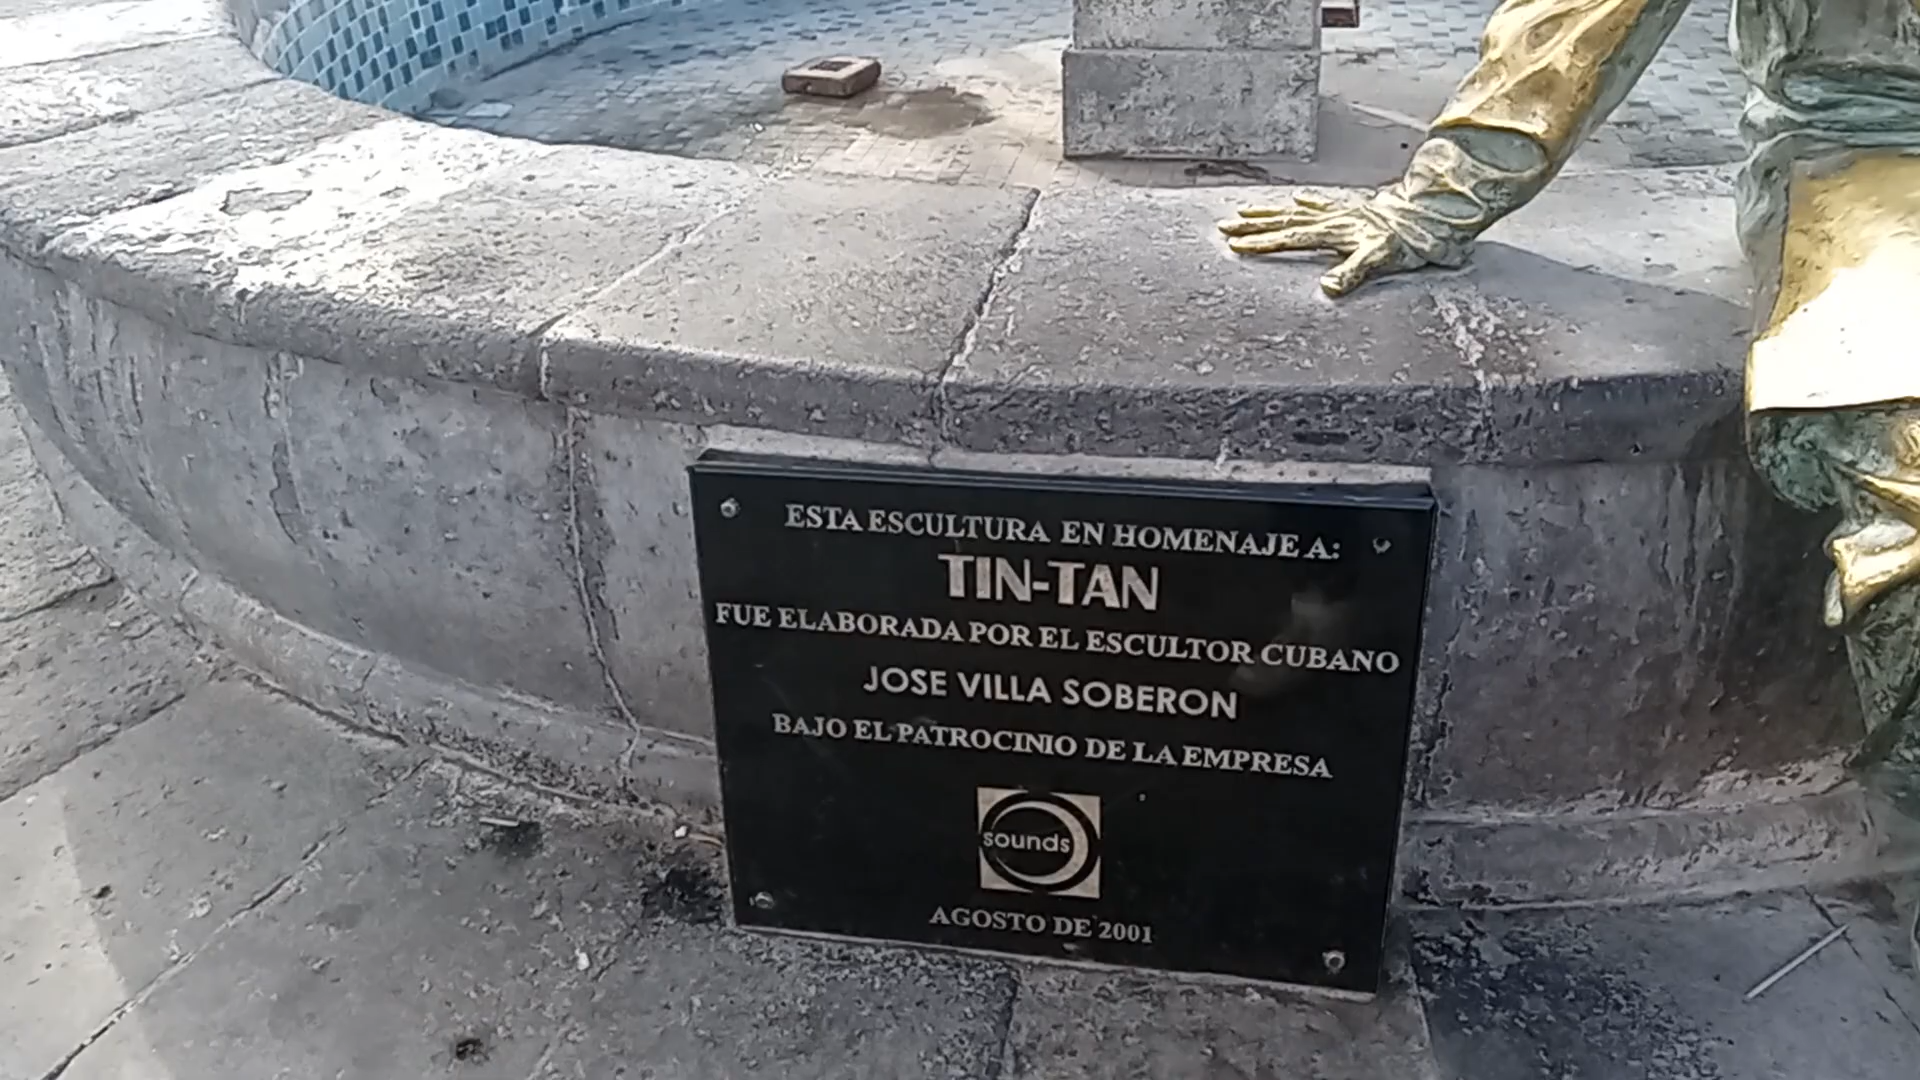 ESTA ESCULTURA EN HOMENAJE A:
TIN-TAN
FUE ELABORADA POR EL ESCULTOR CUBANO
JOSE VILLA SOBERON
BAJO EL PATROCINIO DE LA EMPRESA
sounds
AGOSTO DE 2001